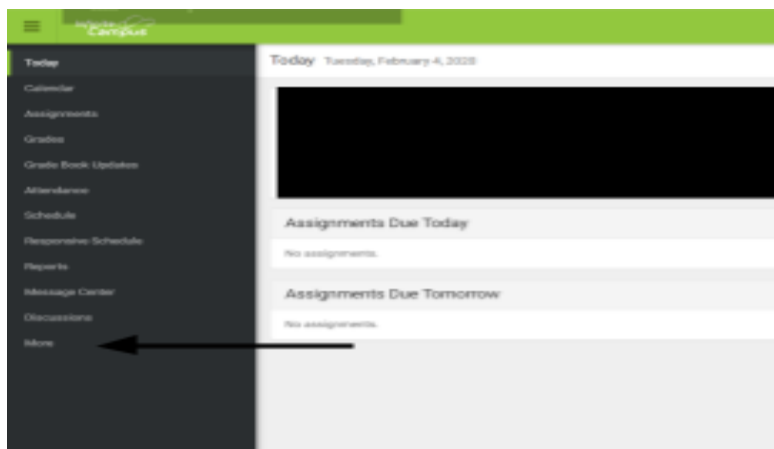 Infinite
Campus
Today
Calendar
Assignments
Grades
Grade Book Updates
Attendance
Schedule
Responsive Schedule
Reports
Message Center
Discussions
More
Today Tuesday, February 4, 2020
Assignments Due Today
No assignments.
Assignments Due Tomorrow
No assignments.